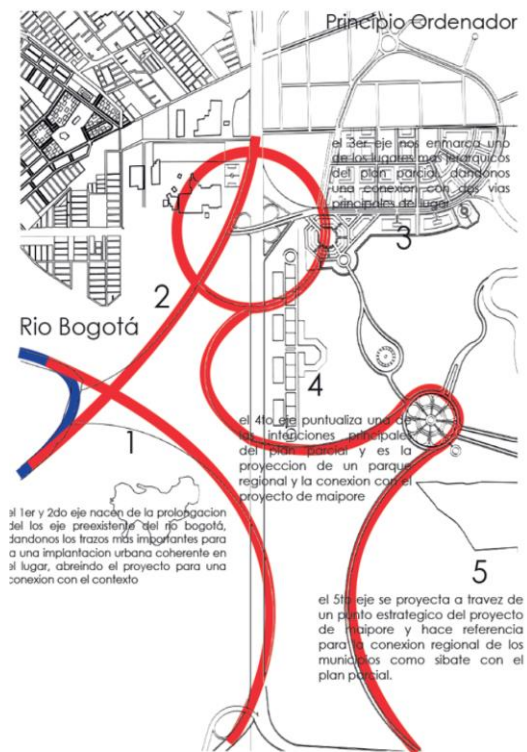 Principio Ordenador
el 3er eje nos enmarca uno
de los lugares mas jerarquicos
del plan parcial, dandonos
una conexion con dos vias
principales de lugar
3
2
Rio Bogotá
4
1
el 4to eje puntualiza una de
las intenciones principales
del plan parcial y es la
proyeccion de un parque
regional y la conexion con el
proyecto de maipore
el 1er y 2do eje nacen de la prolongacion
del los eje preexistente del rio bogotá,
dandonos los trazos más importantes para
a una implantacion urbana coherente en
el lugar, abreindo el proyecto para una
conexion con el contexto
5
el 5to eje se proyecta a travez de
un punto estrategico del proyecto
de maipore y hace referencia
para la conexion regional de los
municipios como sibate con el
plan parcial.